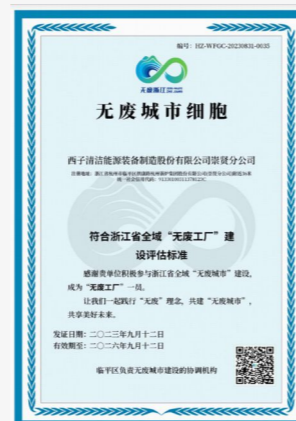 编号：HZ-WFGC-20230831-0035
无废浙江
无废城市细胞
西子清洁能源装备制造股份有限公司崇贤分公司
符合浙江省全域“无废工厂”建
设评估标准
感谢贵单位积极参与浙江省全域“无废城市”建设，
成为“无废工厂”一员。
让我们一起践行“无废”理念，共建“无废城市”，
共享美好未来。
发证日期：二〇二三年九月十二日
有效期至：二〇二六年九月十二日
临平区负责无废城市建设的协调机构